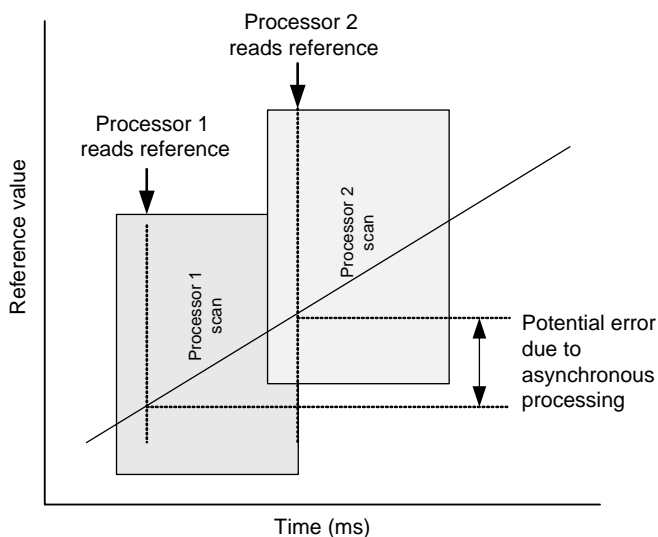 Processor 2
reads reference
Processor 1
reads reference
Reference value
Processor 1
scan
Processor 2
scan
Potential error
due to
asynchronous
processing
Time (ms)